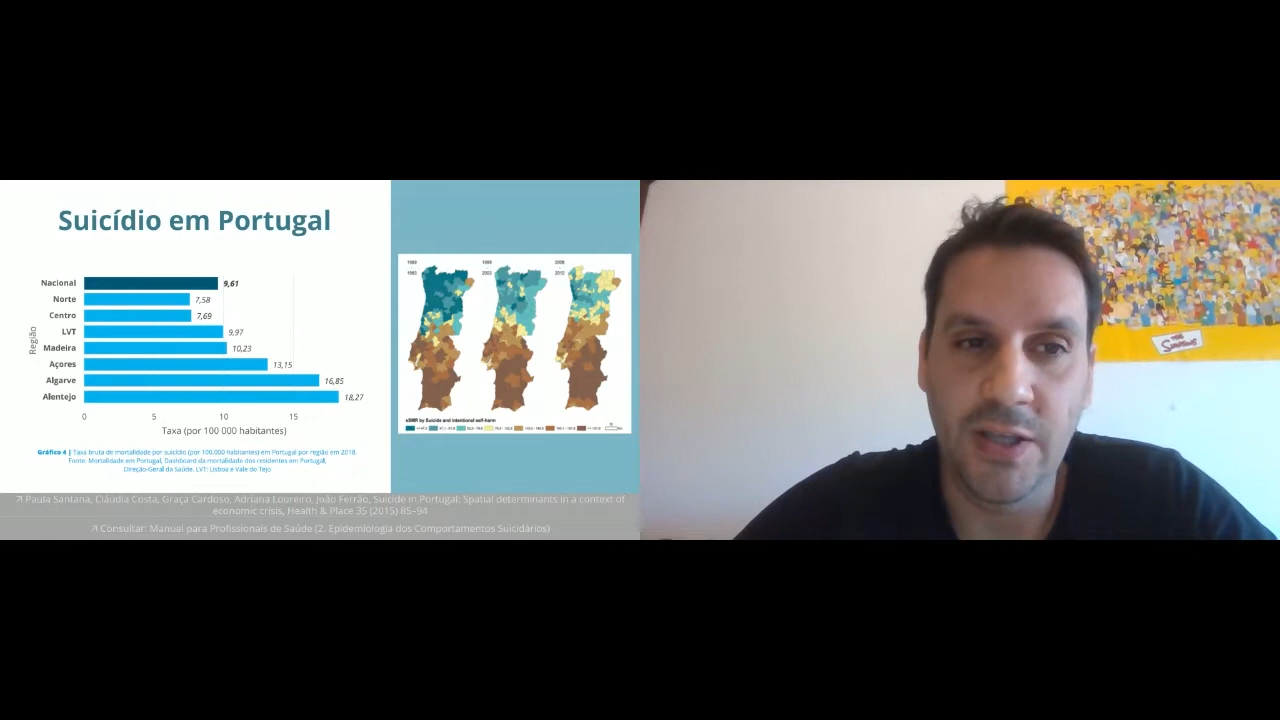 Suicídio em Portugal
Nacional 9,61
Norte 7,58
Centro 7,69
LVT 9,97
Madeira 10,23
Açores 13,15
Algarve 16,85
Alentejo 18,27
Região
0 5 10 15
Taxa (por 100 000 habitantes)
Gráfico 4 | Taxa bruta de mortalidade por suicídio (por 100.000 habitantes) em Portugal por região em 2018.
Fonte: Mortalidade em Portugal, Dashboard da mortalidade dos residentes em Portugal,
Direção-Geral da Saúde. LVT: Lisboa e Vale do Tejo
1989 1999 2008
1993 2003 2012
sSMR by Suicide and intentional self-harm
Paula Santana, Cláudia Costa, Graça Cardoso, Adriana Loureiro, João Ferrão, Suicide in Portugal: Spatial determinants in a context of
economic crisis, Health & Place 35 (2015) 85–94
Consultar: Manual para Profissionais de Saúde (2. Epidemiologia dos Comportamentos Suicidários)
THE
Simpsons